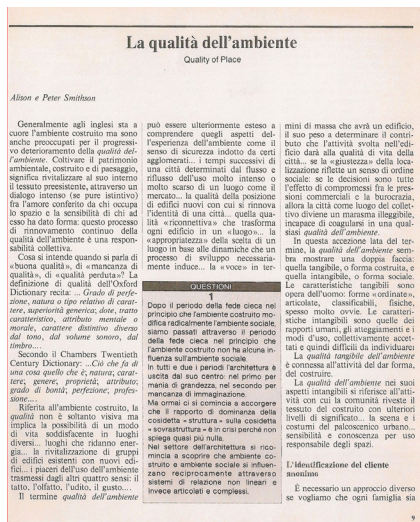 La qualità dell'ambiente
Quality of Place
Alison e Peter Smithson
Generalmente agli inglesi sta a
cuore l'ambiente costruito ma sono
anche preoccupati per il progressi-
vo deterioramento della qualità del-
l'ambiente. Coltivare il patrimonio
ambientale, costruito e di paesaggio,
significa rivitalizzare al suo interno
il tessuto preesistente, attraverso un
dialogo intenso (se pure istintivo)
fra l'amore conferito da chi occupa
lo spazio e la sensibilità di chi ad
esso ha dato forma: questo processo
di rinnovamento continuo della
qualità dell'ambiente è una respon-
sabilità collettiva.
Cosa si intende quando si parla di
«buona qualità», di «mancanza di
qualità», di qualità perduta? La
definizione di qualità dell'Oxford
Dictionary recita: ... Grado di perfe-
zione, natura o tipo relativo di carat-
tere, superiorità generica; dote, tratto
caratteristico, attributo mentale o
morale, carattere distintivo diverso
dal tono, dal volume sonoro, dal
timbro....
Secondo il Chambers Twentieth
Century Dictionary: ...Ciò che fa di
una cosa quello che è; natura; carat-
tere; genere; proprietà; attributo;
grado di bontà; perfezione; profes-
sione....
Riferita all'ambiente costruito, la
qualità non è soltanto visiva ma
implica la possibilità di un modo
di vita soddisfacente in luoghi
diversi... luoghi che ridanno ener-
gia... la rivitalizzazione di gruppi
di edifici esistenti con nuovi edi-
fici... i piaceri dell'uso dell'ambiente
trasmessi dagli altri quattro sensi: il
tatto, l'olfatto, l'udito, il gusto....
Il termine qualità dell'ambiente
può essere ulteriormente esteso a
comprendere quegli aspetti del-
l'esperienza dell'ambiente come il
senso di sicurezza indotto da certi
agglomerati... i tempi successivi di
una città determinati dal flusso e
riflusso dell'uso molto intenso o
molto scarso di un luogo come il
mercato... la qualità della posizione
di edifici nuovi con cui si rinnova
l'identità di una città... quella qua-
lità «riconnettiva» che trasforma
ogni edificio in un «luogo»... la
«appropriatezza» della scelta di un
luogo in base alle dinamiche che un
processo di sviluppo necessaria-
mente induce... la «voce» in ter-
QUESTIONI
1
Dopo il periodo della fede cieca nel
principio che l'ambiente costruito mo-
difica radicalmente l'ambiente sociale,
siamo passati attraverso il periodo
della fede cieca nel principio che
l'ambiente costruito non ha alcuna in-
fluenza sull'ambiente sociale.
In tutti e due i periodi l'architettura è
uscita dal suo centro: nel primo per
mania di grandezza, nel secondo per
mancanza di immaginazione.
Ma ormai ci si comincia a accorgere
che il rapporto di dominanza della
cosidetta «struttura» sulla cosidetta
«sovrastruttura» è in crisi perché non
spiega quasi più nulla.
Nel settore dell'architettura si rico-
mincia a scoprire che ambiente co-
struito e ambiente sociale si influen-
zano reciprocamente attraverso
sistemi di relazione non lineari e
invece articolati e complessi.
mini di massa che avrà un edificio,
il suo peso a determinare il contri-
buto che l'attività svolta nell'edi-
ficio darà alla qualità di vita della
città... se la «giustezza» della loca-
lizzazione riflette un senso di ordine
sociale: se le decisioni sono tutte
l'effetto di compromessi fra le pres-
sioni commerciali e la burocrazia,
allora la città come luogo del collet-
tivo diviene un marasma illeggibile,
incapace di coagularsi in una qual-
siasi qualità dell'ambiente.
In questa accezione lata del ter-
mine, la qualità dell'ambiente sem-
bra mostrare una doppia faccia:
quella tangibile, o forma costruita, e
quella intangibile, o forma sociale.
Le caratteristiche tangibili sono
opera dell'uomo: forme «ordinate»,
articolate, classificabili, fisiche,
spesso molto ovvie. Le caratteri-
stiche intangibili sono quelle dei
rapporti umani, gli atteggiamenti e i
modi d'uso, collettivamente accet-
tati e quindi difficili da individuare.
La qualità tangibile dell'ambiente
è connessa all'attività del dar forma,
del costruire.
La qualità dell'ambiente nei suoi
aspetti intangibili si riferisce all'atti-
vità con cui la comunità riveste il
tessuto del costruito con ulteriori
livelli di significato... la scena e i
costumi del palcoscenico urbano...
sensibilità e conoscenza per uso
responsabile degli spazi.
L'identificazione del cliente
anonimo
È necessario un approccio diverso
se vogliamo che ogni famiglia sia
9